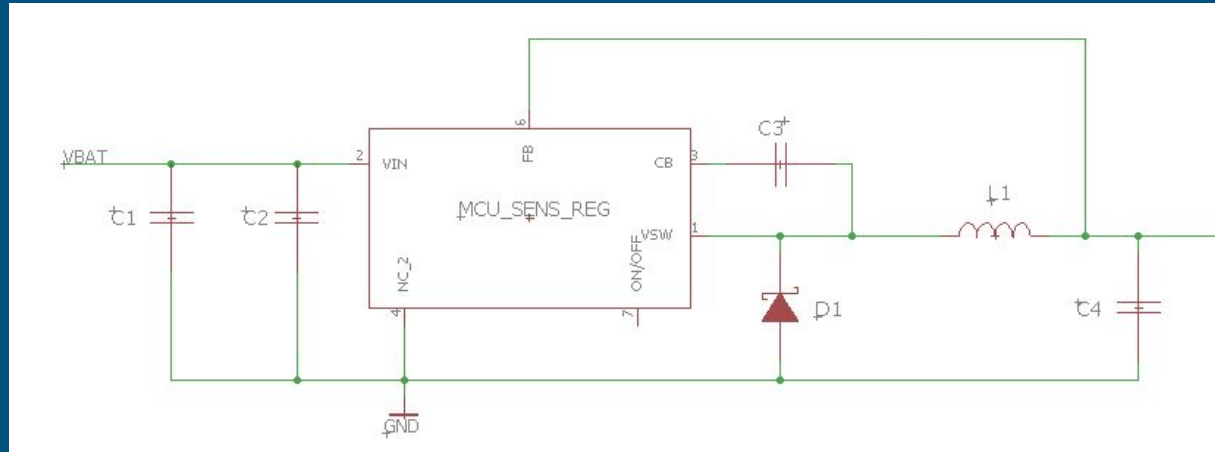 C3
6
FB
VBAT
2
VIN
CB
3
L1
C1
C2
MCU_SENS_REG
VSW
1
NC_2
ON/OFF
D1
C4
4
7
GND